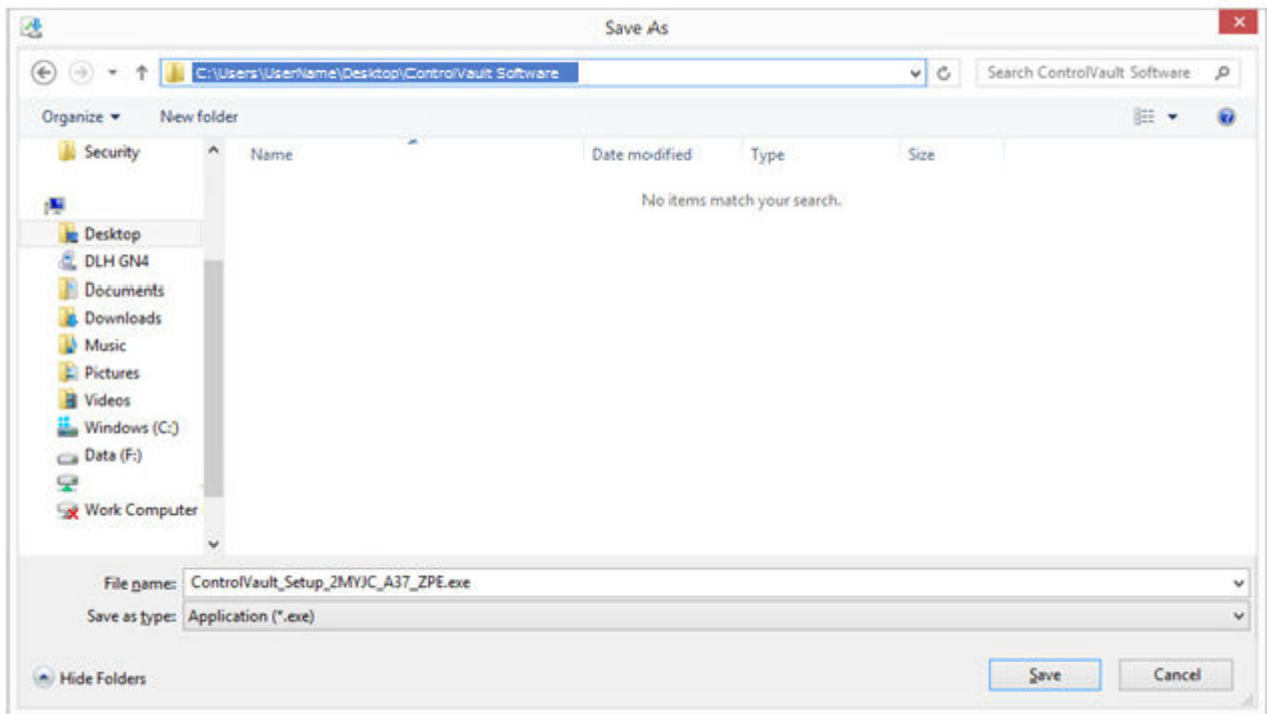 Save As
C:\Users\UserName\Desktop\ControlVault Software
Search ControlVault Software
Organize
New folder
Name
Date modified
Type
Size
No items match your search.
Security
Desktop
DLH GN4
Documents
Downloads
Music
Pictures
Videos
Windows (C:)
Data (F:)
Work Computer
File name: ControlVault_Setup_2MYJC_A37_ZPE.exe
Save as type: Application (*.exe)
Hide Folders
Save
Cancel